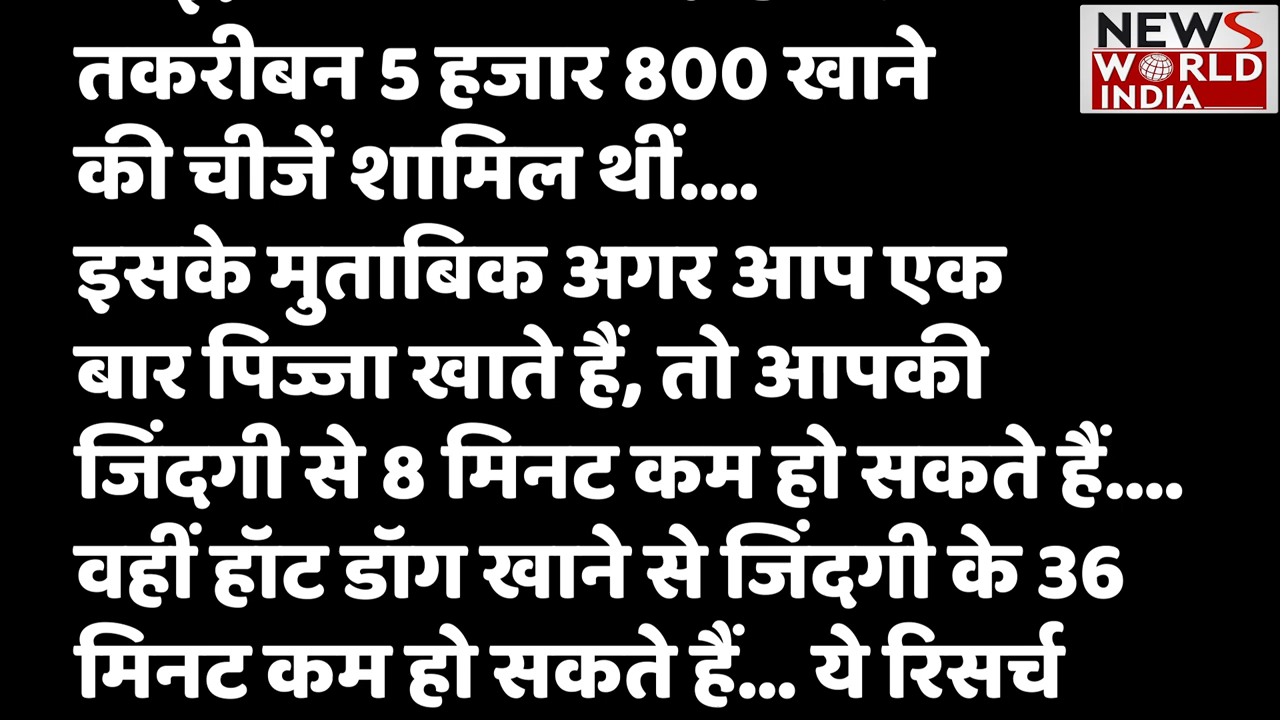 तकरीबन 5 हजार 800 खाने
की चीजें शामिल थीं....
इसके मुताबिक अगर आप एक
बार पिज्जा खाते हैं, तो आपकी
जिंदगी से 8 मिनट कम हो सकते हैं....
वहीं हॉट डॉग खाने से जिंदगी के 36
मिनट कम हो सकते हैं... ये रिसर्च
NEWS
WORLD
INDIA